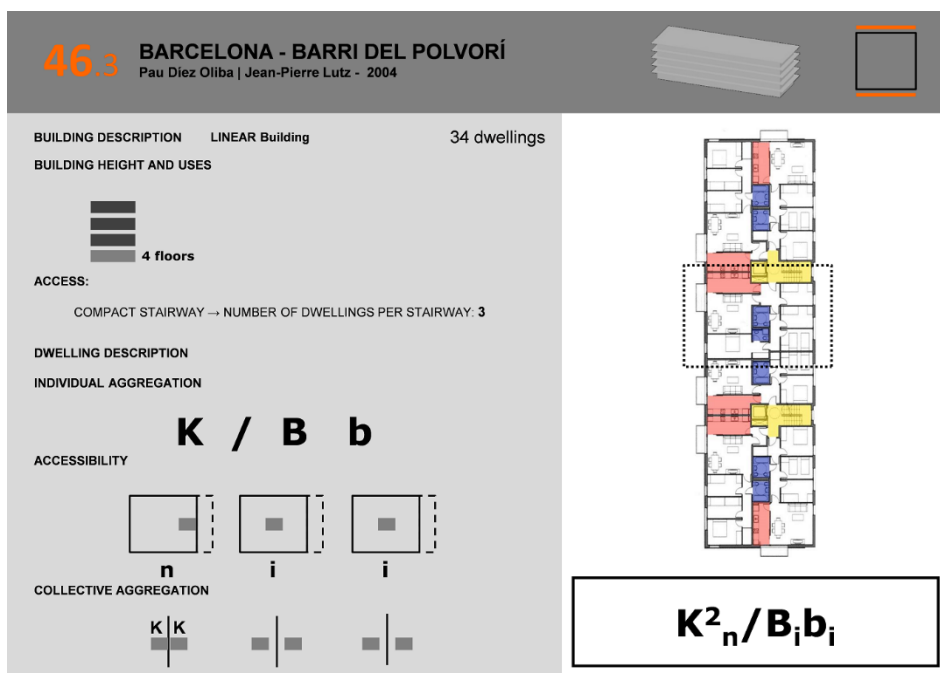 46.3
BARCELONA - BARRI DEL POLVORÍ
Pau Díez Oliba | Jean-Pierre Lutz - 2004
BUILDING DESCRIPTION LINEAR Building 34 dwellings
BUILDING HEIGHT AND USES
4 floors
ACCESS:
COMPACT STAIRWAY → NUMBER OF DWELLINGS PER STAIRWAY: 3
DWELLING DESCRIPTION
INDIVIDUAL AGGREGATION
K / B b
ACCESSIBILITY
n i i
COLLECTIVE AGGREGATION
K K
K²ₙ/Bᵢbᵢ